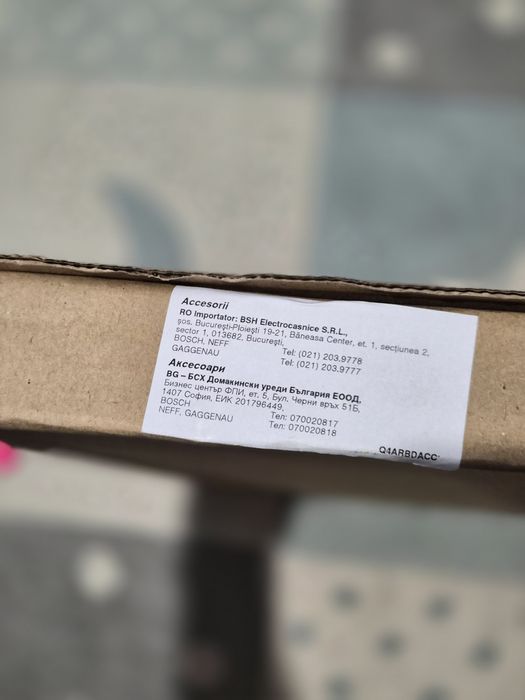 Accesorii
RO Importator: BSH Electrocasnice S.R.L.,
șos. București-Ploiești 19-21, Băneasa Center, et. 1, secțiunea 2,
sector 1, 013682, București,
BOSCH, NEFF Tel: (021) 203.9778
GAGGENAU Tel: (021) 203.9777
Аксесоари
BG – БСХ Домакински уреди България ЕООД,
Бизнес център ФПИ, ет. 5, Бул. Черни връх 51Б,
1407 София, ЕИК 201796449,
BOSCH Тел: 070020817
NEFF, GAGGENAU Тел: 070020818
Q4ARBDACC